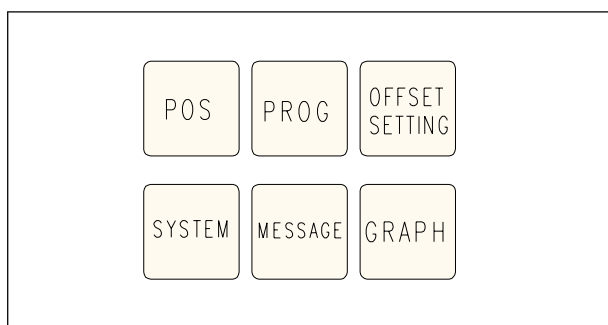 POS
PROG
OFFSET
SETTING
SYSTEM
MESSAGE
GRAPH